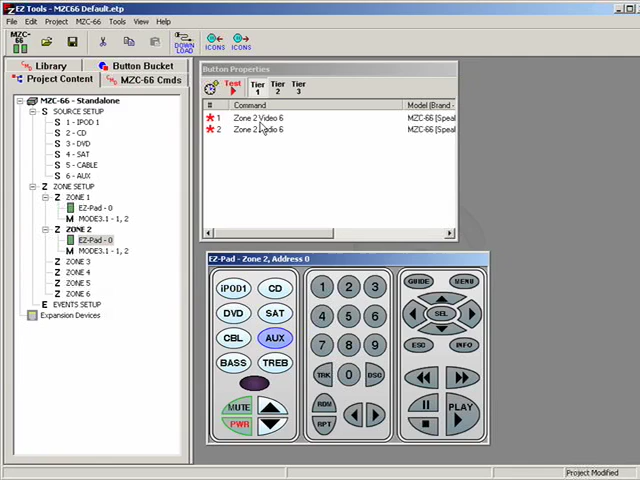 EZ Tools - MZC66 Default.etp
File Edit Project MZC-66 Tools View Help
MZC-66
DOWN LOAD
ICONS
ICONS
Library
Button Bucket
Project Content
MZC-66 Cmds
MZC-66 - Standalone
S SOURCE SETUP
S 1 - IPOD 1
S 2 - CD
S 3 - DVD
S 4 - SAT
S 5 - CABLE
S 6 - AUX
Z ZONE SETUP
Z ZONE 1
EZ-Pad - 0
M MODE3.1 - 1, 2
Z ZONE 2
EZ-Pad - 0
M MODE3.1 - 1, 2
Z ZONE 3
Z ZONE 4
Z ZONE 5
Z ZONE 6
E EVENTS SETUP
Expansion Devices
Button Properties
Test
Tier 1
Tier 2
Tier 3
# Command Model (Brand -
1 Zone 2 Video 6 MZC-66 [Speal
2 Zone 2 Audio 6 MZC-66 [Speal
EZ-Pad - Zone 2, Address 0
iPOD1 CD
DVD SAT
CBL AUX
BASS TREB
MUTE
PWR
1 2 3
4 5 6
7 8 9
TRK 0 DSC
RDM
RPT
GUIDE MENU
SEL
ESC INFO
PLAY
Project Modified